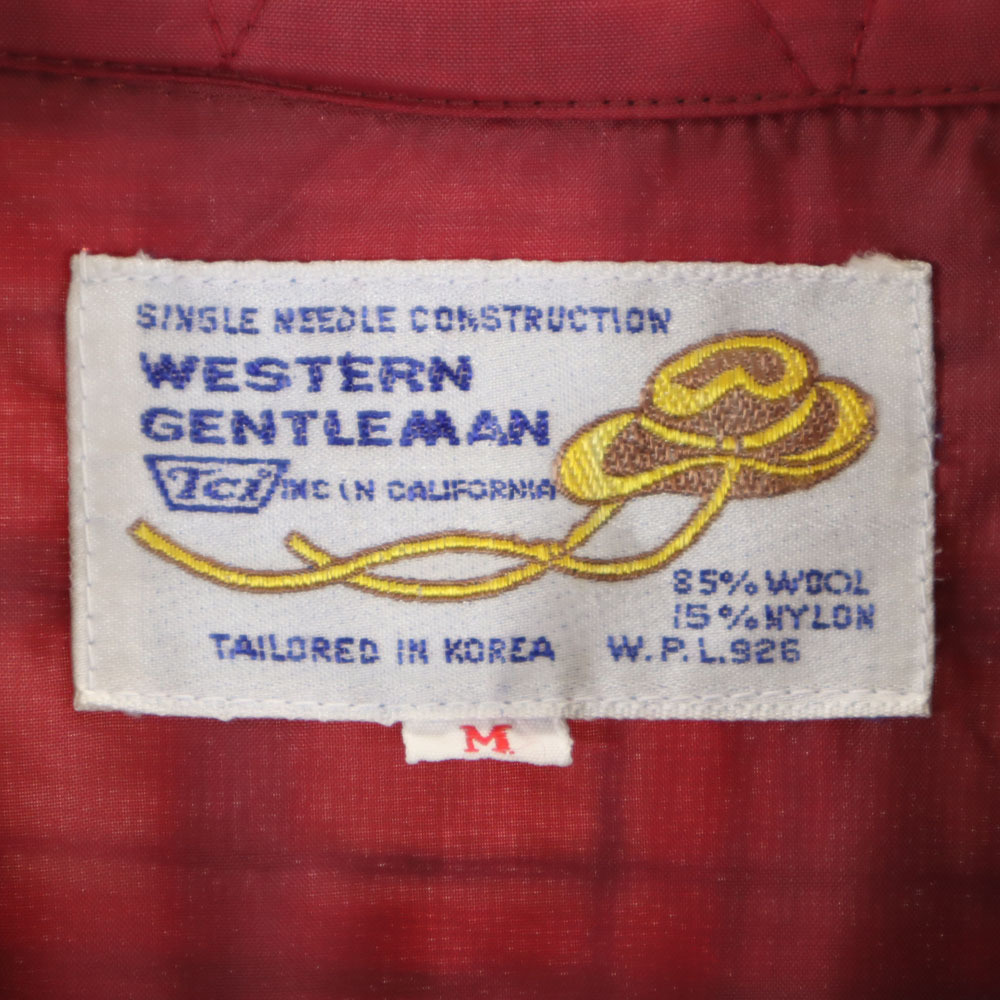 SINGLE NEEDLE CONSTRUCTION
WESTERN
GENTLEMAN
Tci INC IN CALIFORNIA
85% WOOL
15% NYLON
TAILORED IN KOREA W.P.L.926
M